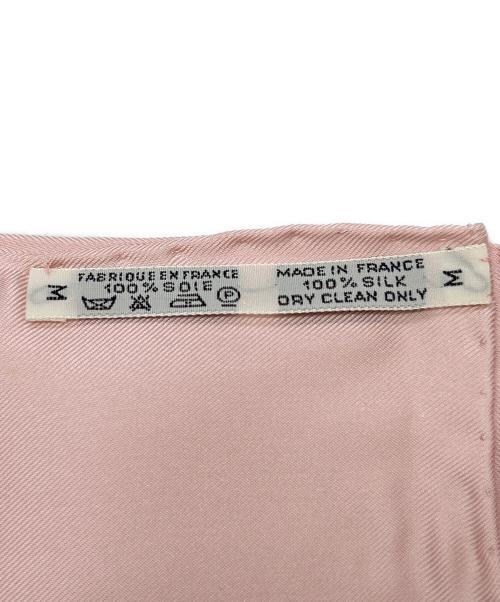 M
FABRIQUE EN FRANCE
100% SOIE
P
MADE IN FRANCE
100% SILK
DRY CLEAN ONLY
M